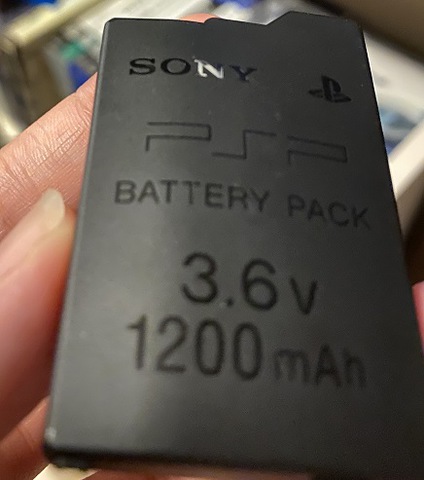 SONY
PSP
BATTERY PACK
3.6v
1200mAh